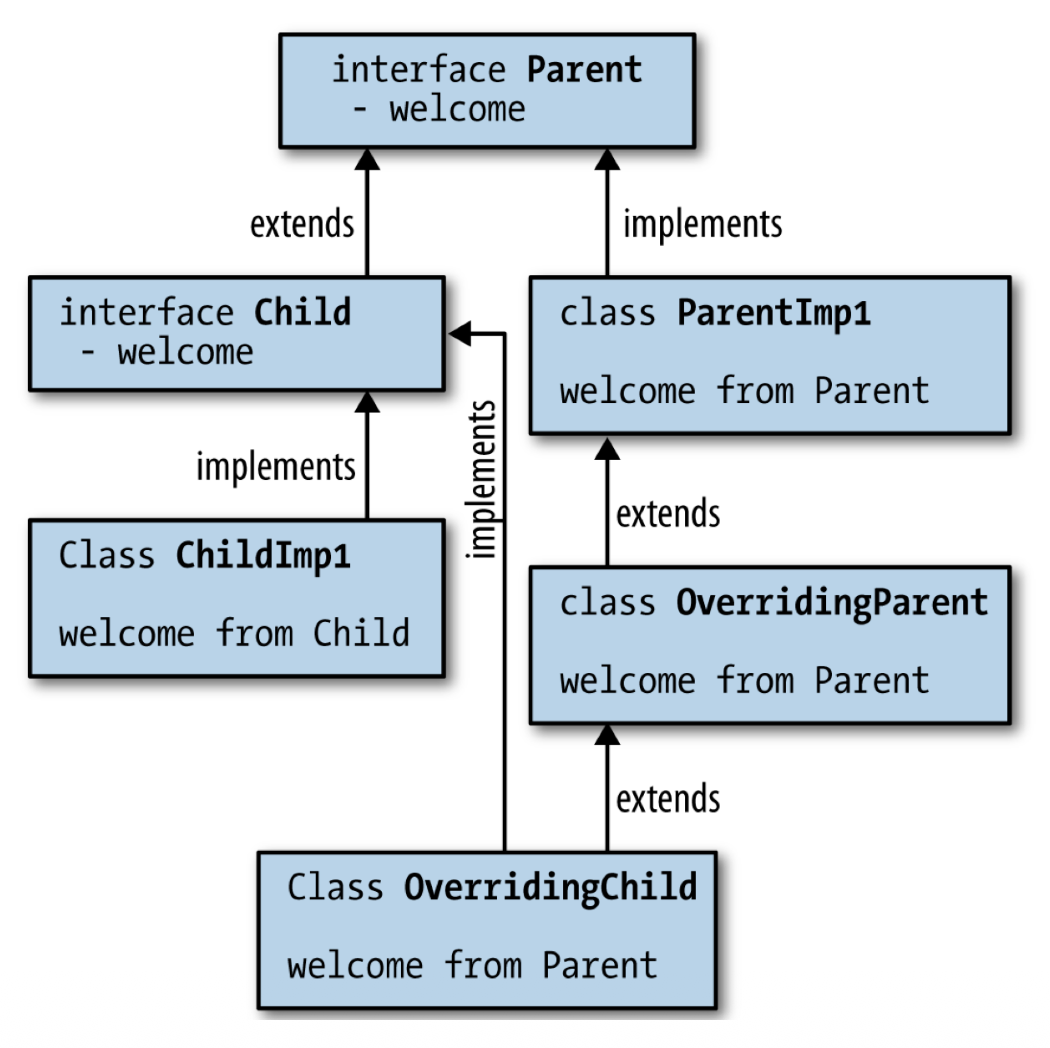 interface Parent
- welcome
extends
implements
interface Child
- welcome
class ParentImp1
welcome from Parent
implements
implements
extends
Class ChildImp1
welcome from Child
class OverridingParent
welcome from Parent
extends
Class OverridingChild
welcome from Parent